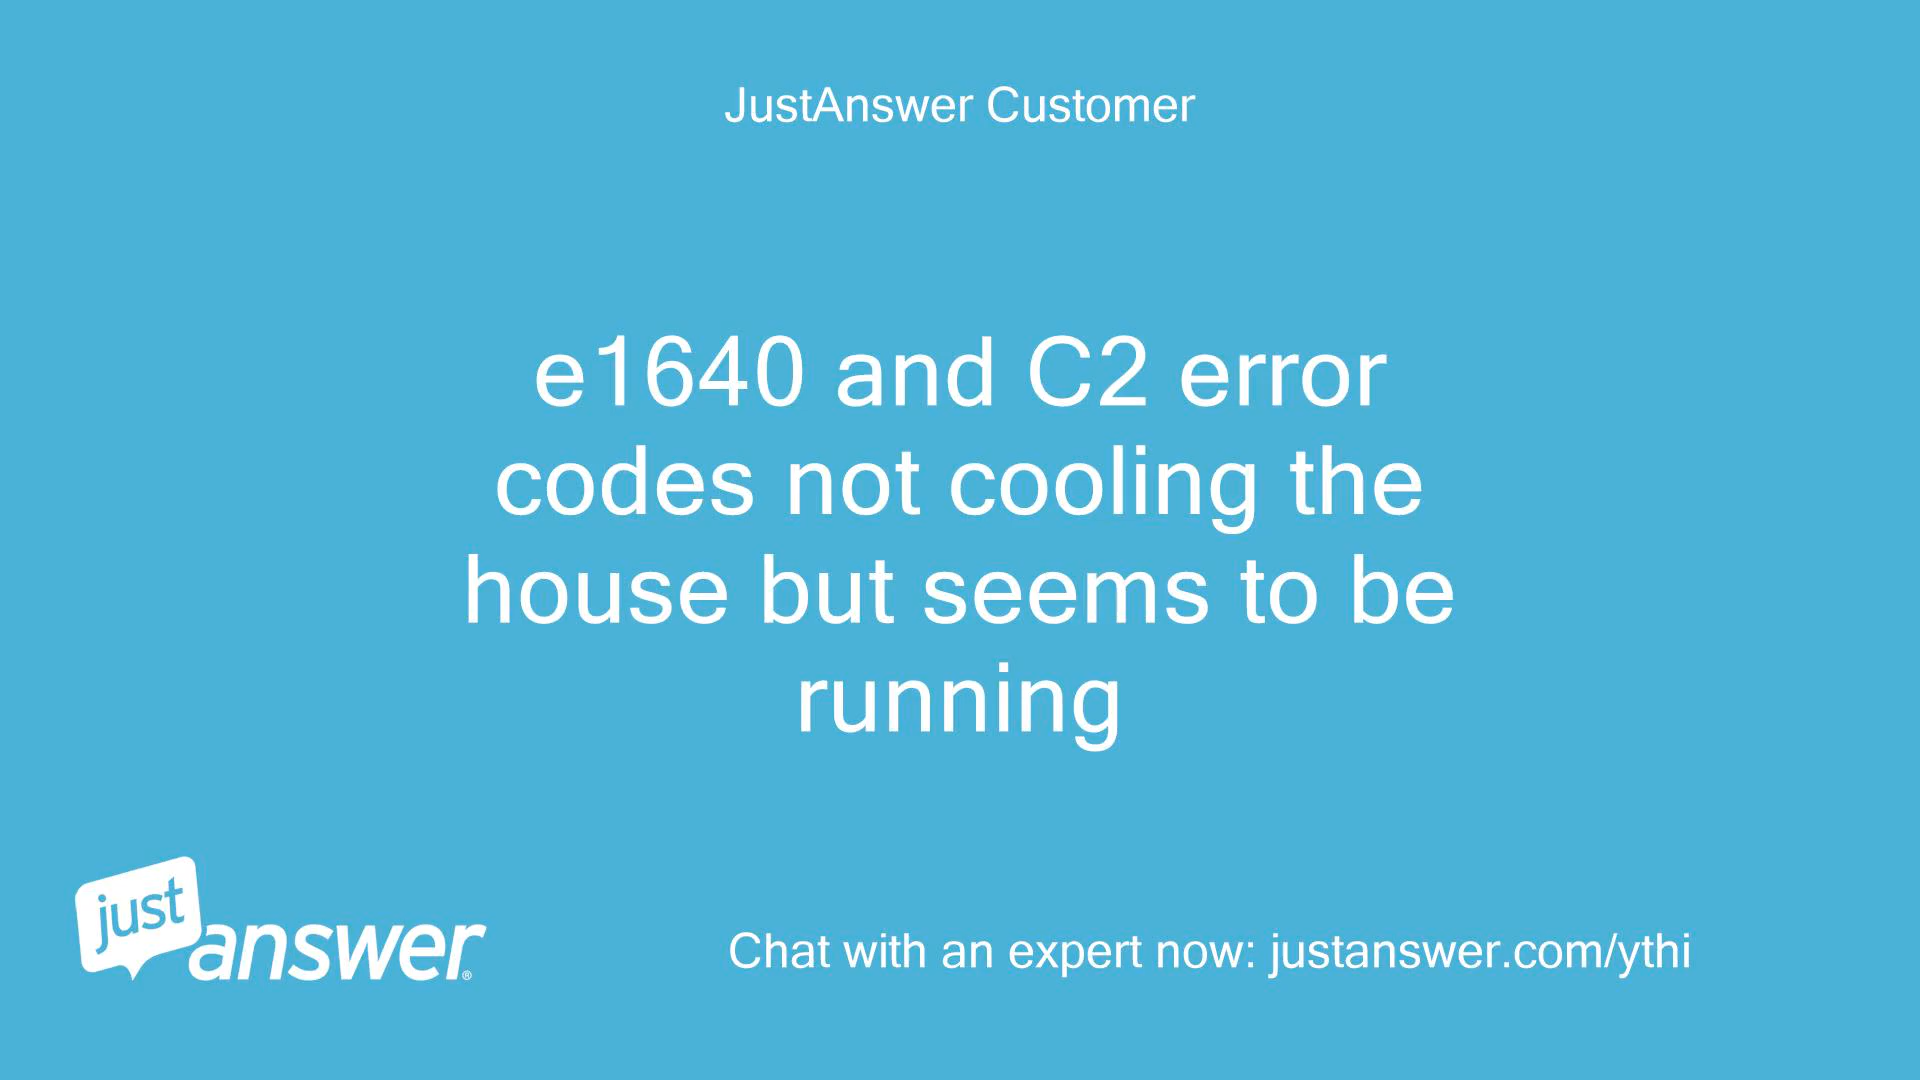 JustAnswer Customer
e1640 and C2 error
codes not cooling the
house but seems to be
running
just
answer®
Chat with an expert now: justanswer.com/ythi